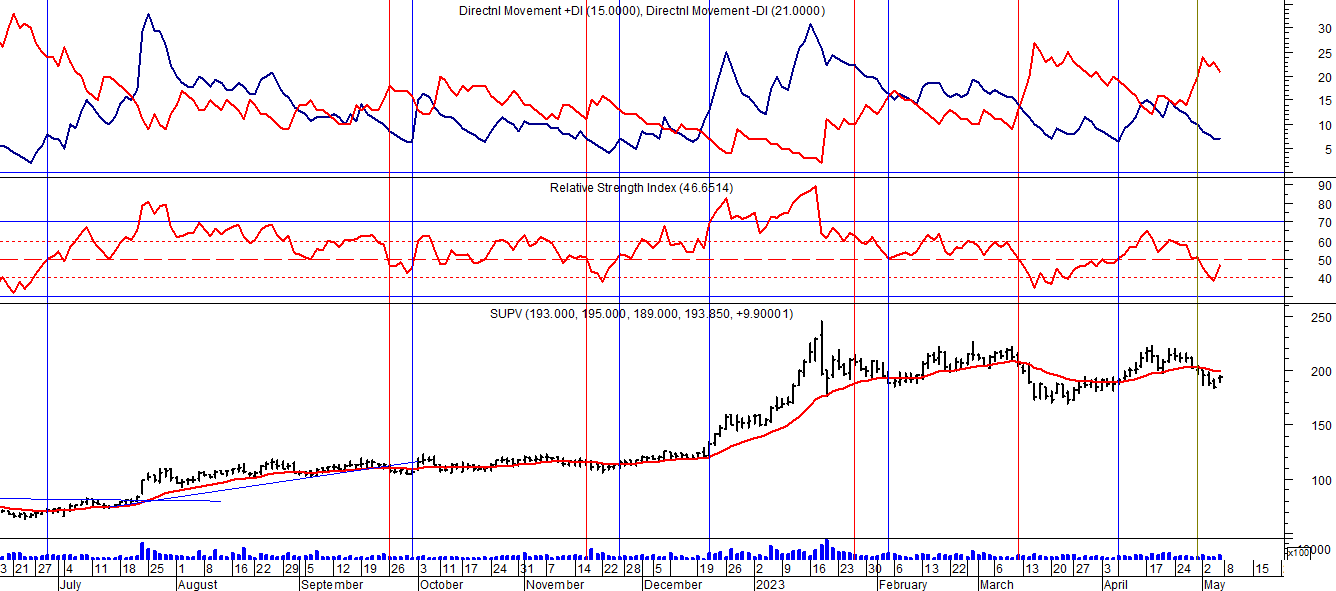 Directnl Movement +DI (15.0000), Directnl Movement -DI (21.0000)
30
25
20
15
10
5
Relative Strength Index (46.6514)
90
80
70
60
50
40
SUPV (193.000, 195.000, 189.000, 193.850, +9.90001)
250
200
150
100
10000
x100
3 21 27 4 11 18 25 1 8 16 22 29 5 12 19 26 3 11 17 24 31 7 14 22 28 5 19 26 2 9 16 23 30 6 13 22 6 13 20 27 3 17 24 2 8 15
July August September October November December 2023 February March April May